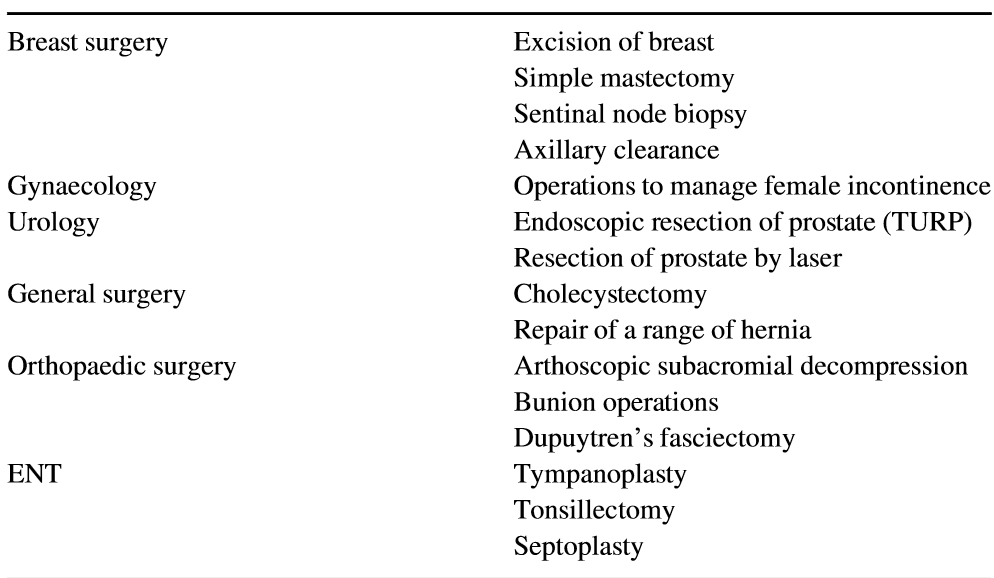 Breast surgery Excision of breast
Simple mastectomy
Sentinal node biopsy
Axillary clearance
Gynaecology Operations to manage female incontinence
Urology Endoscopic resection of prostate (TURP)
Resection of prostate by laser
General surgery Cholecystectomy
Repair of a range of hernia
Orthopaedic surgery Arthoscopic subacromial decompression
Bunion operations
Dupuytren’s fasciectomy
ENT Tympanoplasty
Tonsillectomy
Septoplasty